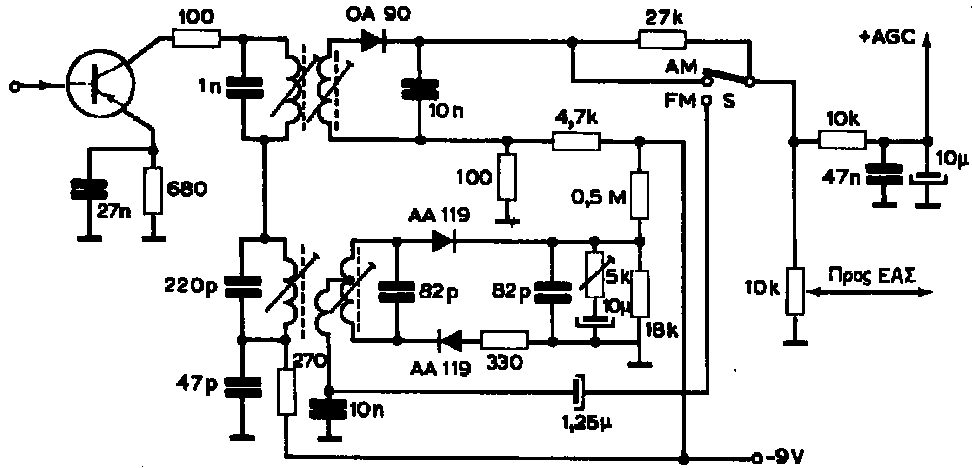 OA 90
100
27k
+AGC
AM
1n
10n
FM S
4,7k
10k
10μ
100
47n
680
27n
0,5 M
AA 119
Προς ΕΑΣ
220p
82p
82p
5k
10k
10μ
18k
AA 119
330
270
47p
10n
1,25μ
-9V